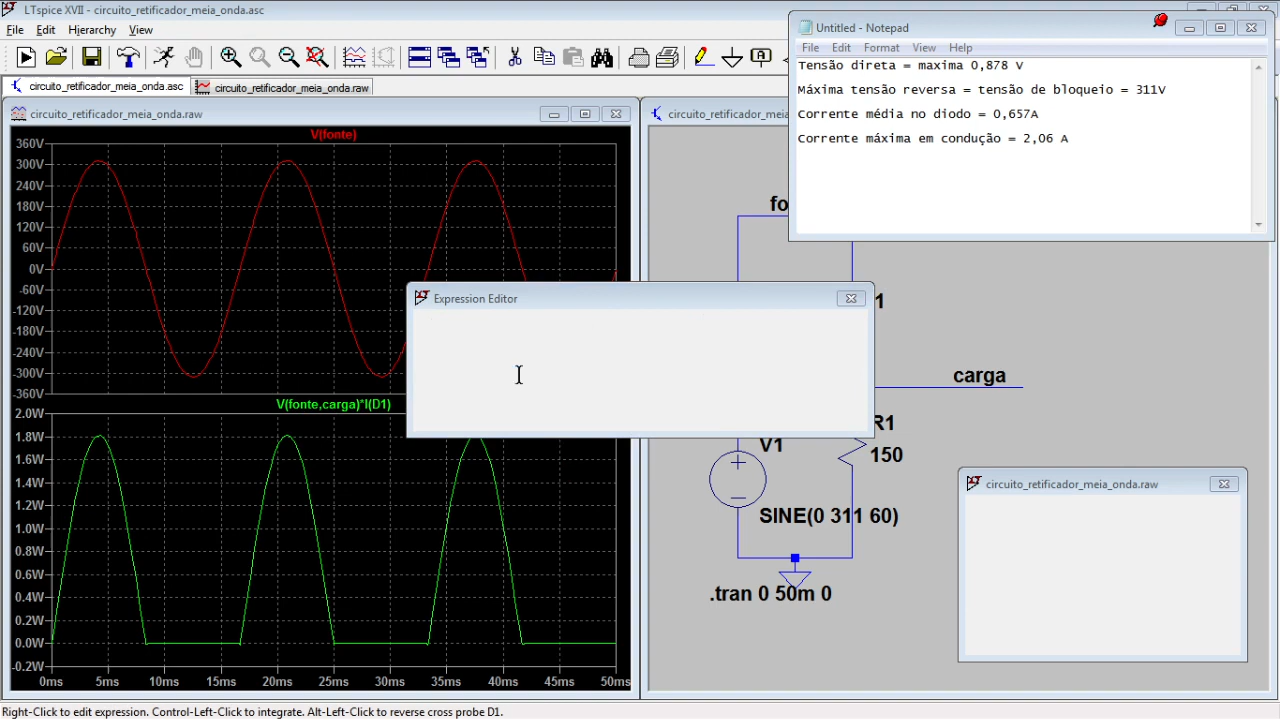 LTspice XVII - circuito_retificador_meia_onda.asc
File Edit Hierarchy View
circuito_retificador_meia_onda.asc
circuito_retificador_meia_onda.raw
circuito_retificador_meia_onda.raw
V(fonte)
360V
300V
240V
180V
120V
60V
0V
-60V
-120V
-180V
-240V
-300V
-360V
V(fonte,carga)*I(D1)
2.0W
1.8W
1.6W
1.4W
1.2W
1.0W
0.8W
0.6W
0.4W
0.2W
0.0W
-0.2W
0ms 5ms 10ms 15ms 20ms 25ms 30ms 35ms 40ms 45ms 50ms
Expression Editor
circuito_retificador_meia
fo
1
carga
R1
150
V1
SINE(0 311 60)
.tran 0 50m 0
Untitled - Notepad
File Edit Format View Help
Tensão direta = maxima 0,878 V
Máxima tensão reversa = tensão de bloqueio = 311V
Corrente média no diodo = 0,657A
Corrente máxima em condução = 2,06 A
circuito_retificador_meia_onda.raw
Right-Click to edit expression. Control-Left-Click to integrate. Alt-Left-Click to reverse cross probe D1.